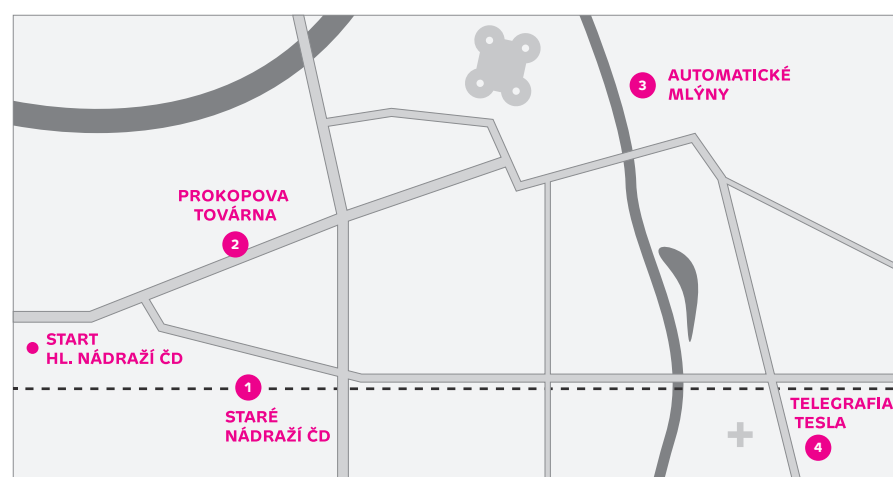 3
AUTOMATICKÉ
MLÝNY
PROKOPOVA
TOVÁRNA
2
START
HL. NÁDRAŽÍ ČD
1
STARÉ
NÁDRAŽÍ ČD
TELEGRAFIA
TESLA
4